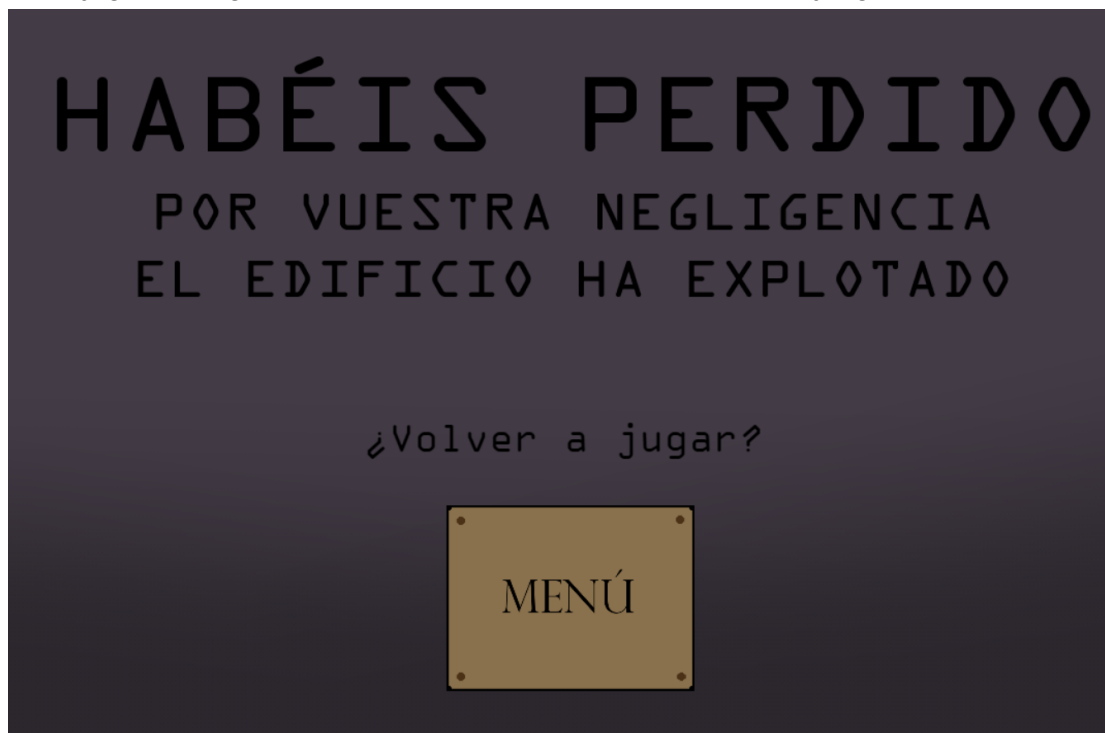 HABÉIS PERDIDO
POR VUESTRA NEGLIGENCIA
EL EDIFICIO HA EXPLOTADO
¿Volver a jugar?
MENÚ